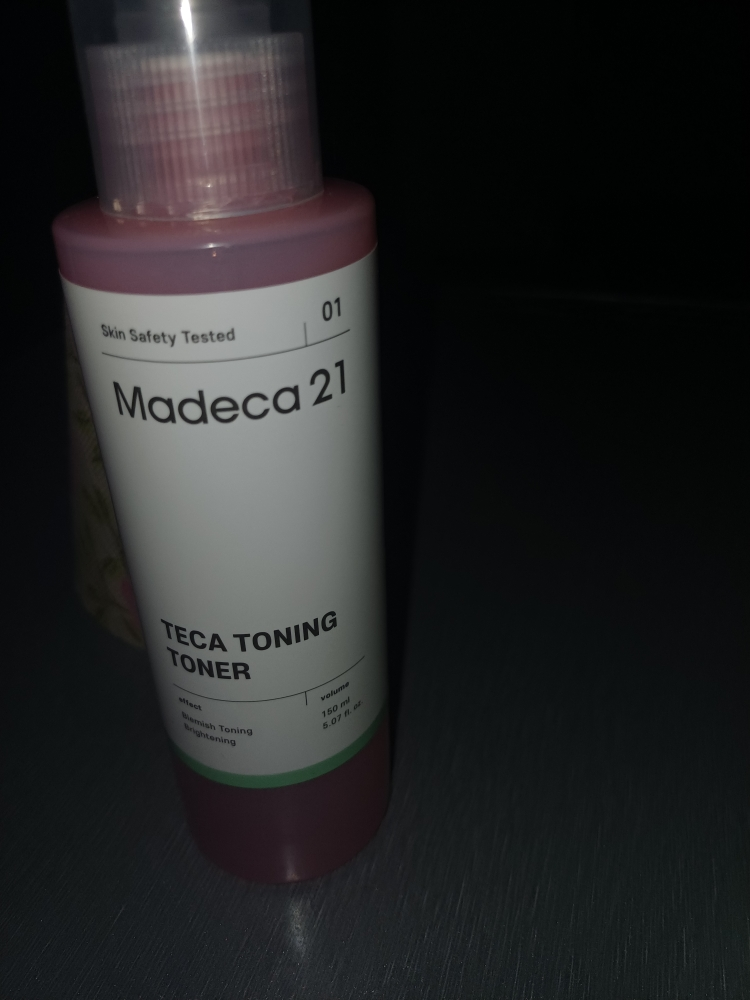 Skin Safety Tested
01
Madeca 21
TECA TONING
TONER
effect
Blemish Toning
Brightening
volume
150 ml
5.07 fl. oz